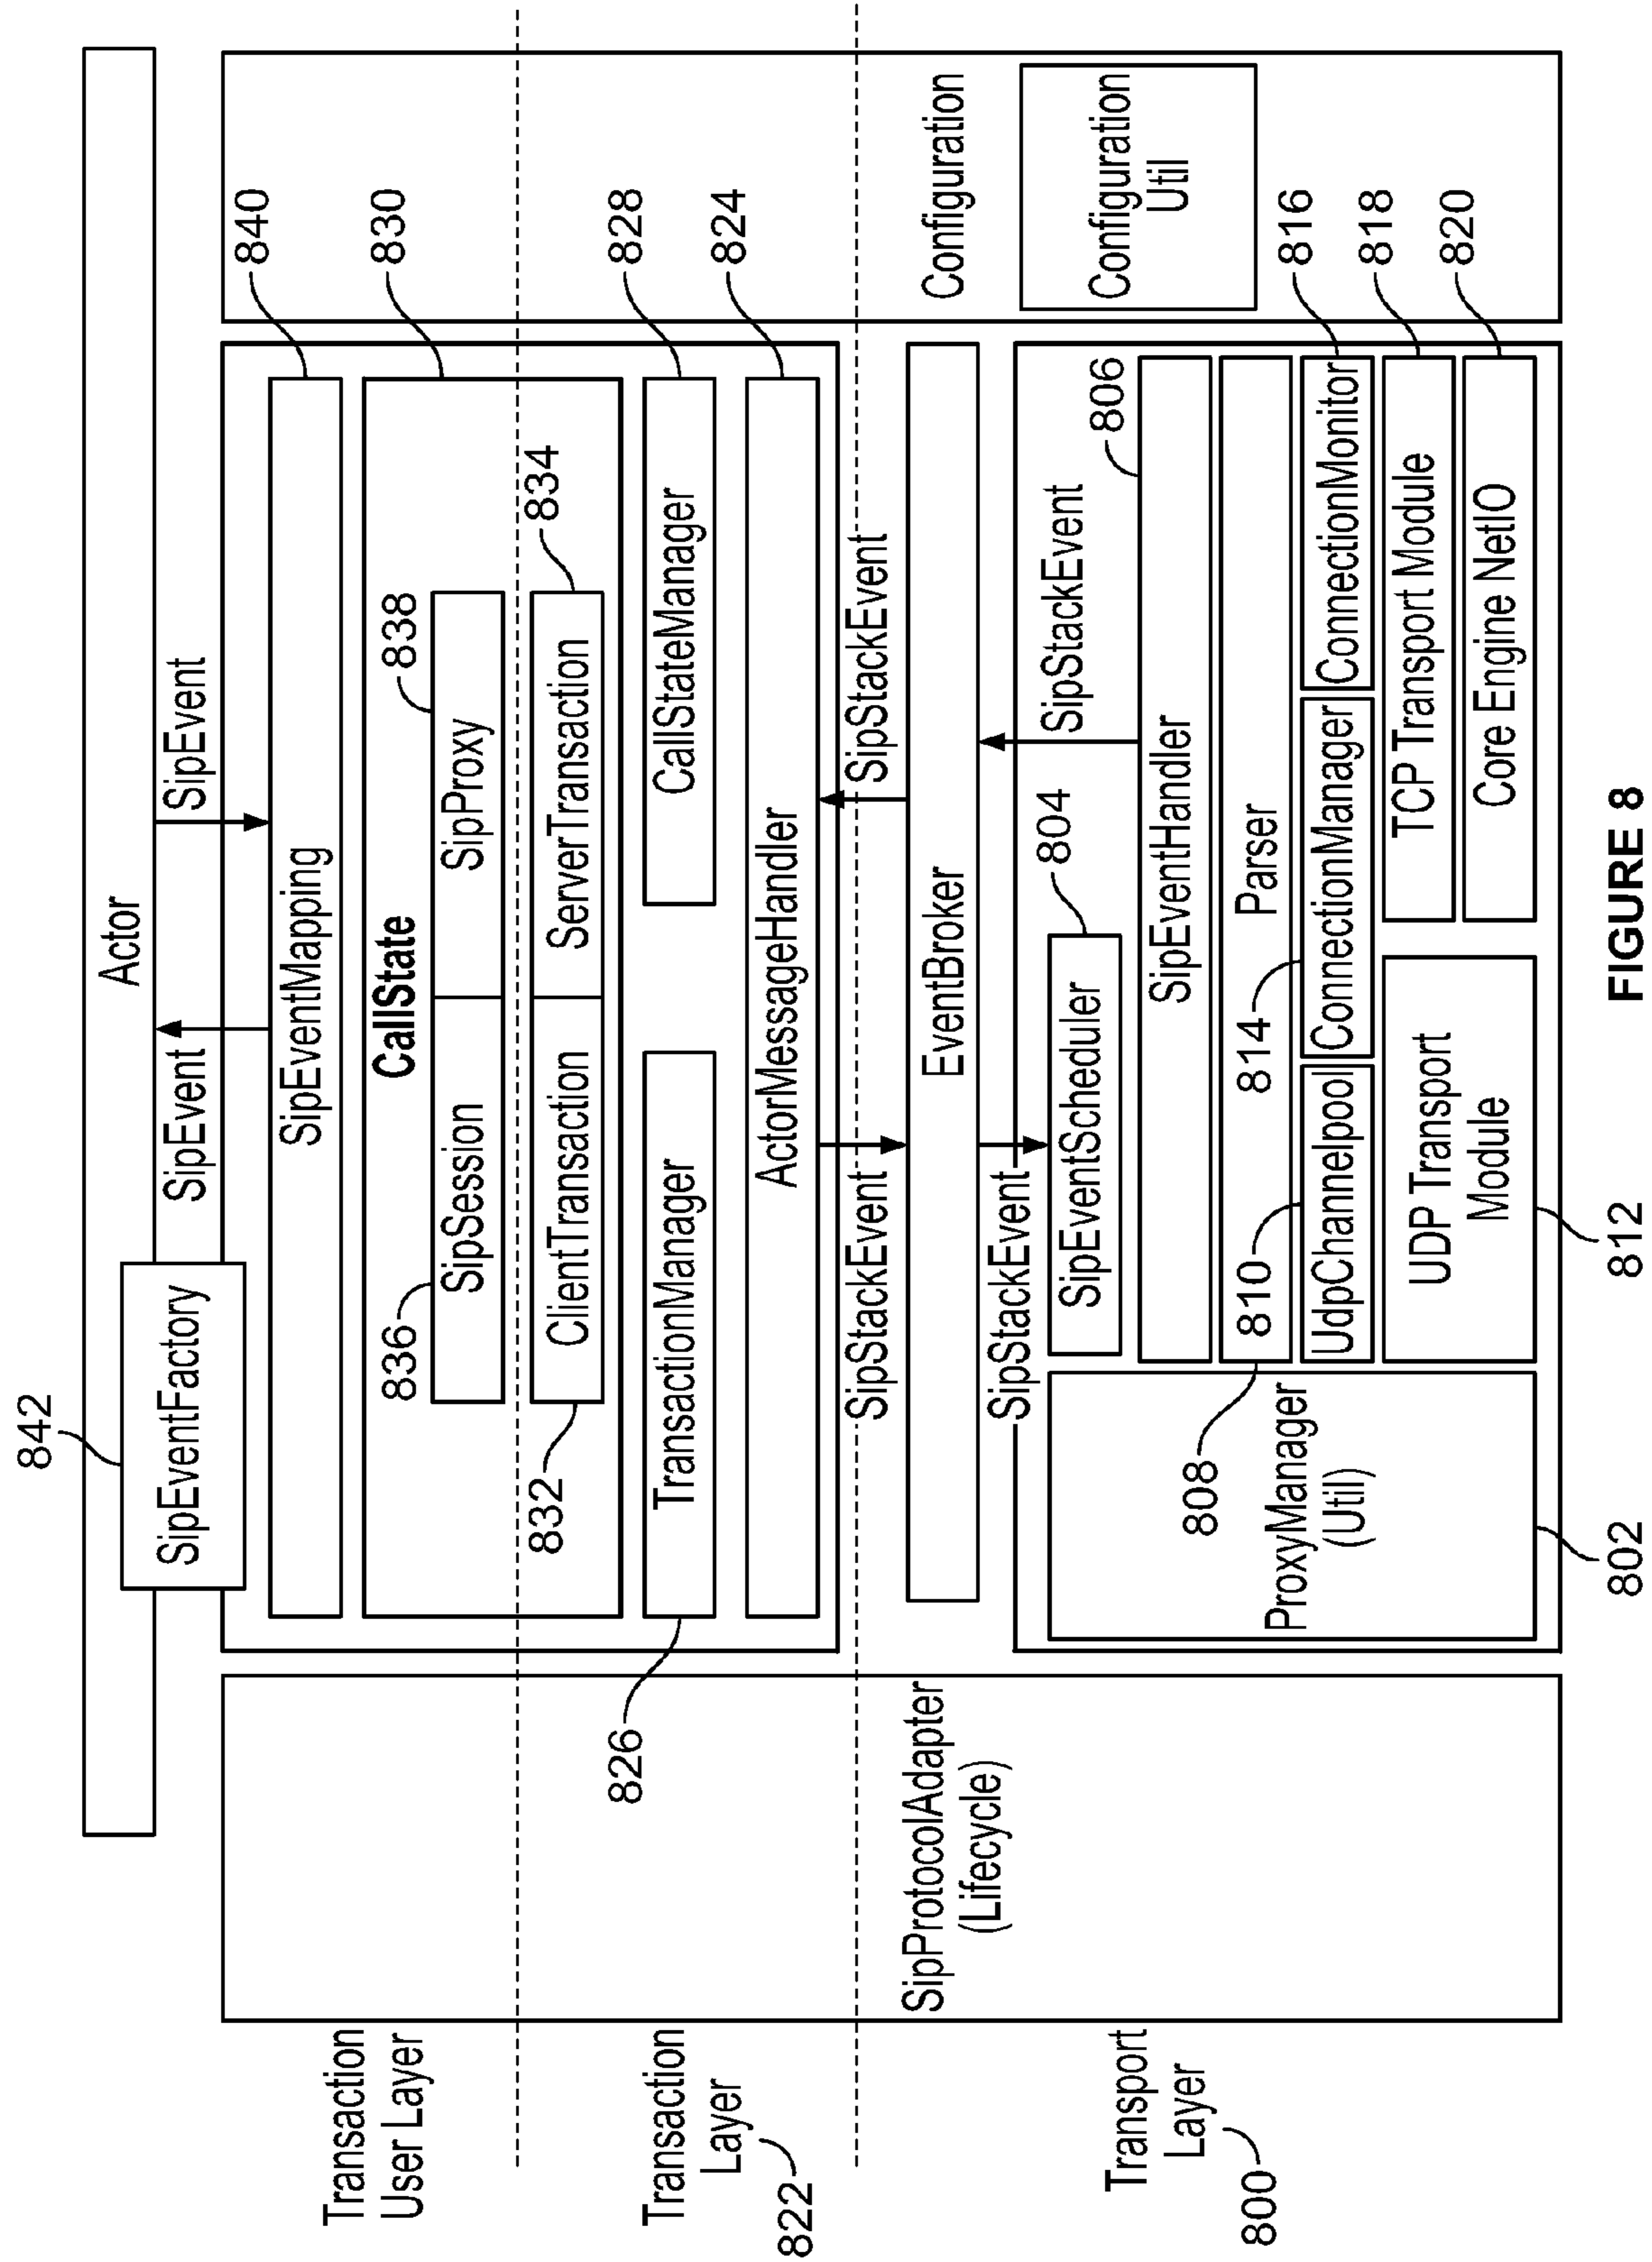 842
Actor
SipEventFactory
SipEvent
SipEvent
Transaction
User Layer
SipEventMapping
840
CallState
830
836
838
SipSession
SipProxy
832
834
ClientTransaction
ServerTransaction
Transaction
Layer
822
826
TransactionManager
CallStateManager
828
ActorMessageHandler
824
SipStackEvent
SipStackEvent
SipProtocolAdapter
(Lifecycle)
EventBroker
Configuration
SipStackEvent
SipStackEvent
Configuration
Util
804
806
SipEventScheduler
Transport
Layer
800
SipEventHandler
808
Parser
ProxyManager
(Util)
810
814
816
UdpChannelpool
ConnectionManager
ConnectionMonitor
818
UDP Transport
Module
TCP Transport Module
820
Core Engine NetIO
802
812
FIGURE 8